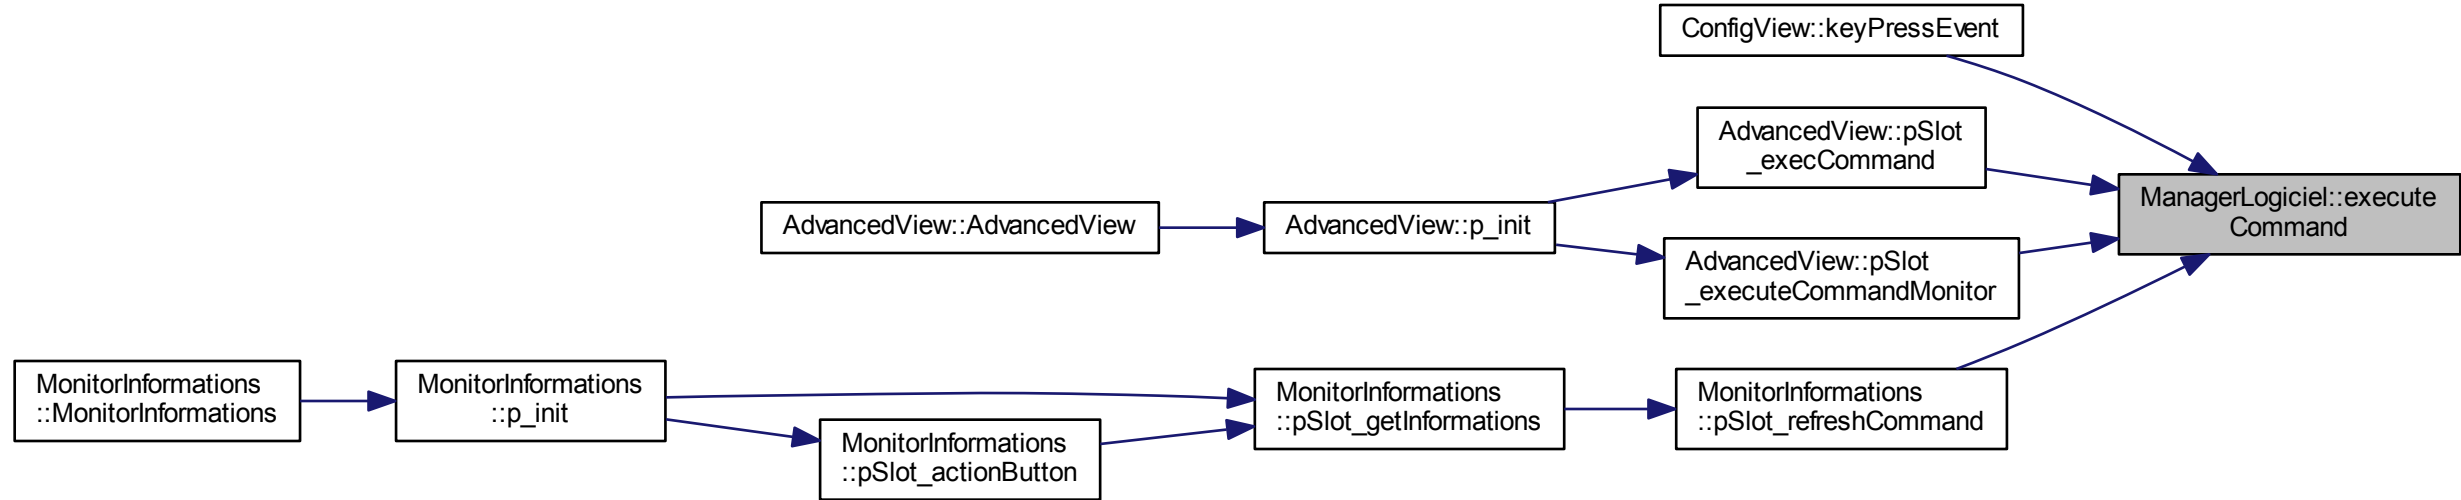 ConfigView::keyPressEvent
AdvancedView::pSlot
_execCommand
ManagerLogiciel::execute
Command
AdvancedView::AdvancedView
AdvancedView::p_init
AdvancedView::pSlot
_executeCommandMonitor
MonitorInformations
::MonitorInformations
MonitorInformations
::p_init
MonitorInformations
::pSlot_actionButton
MonitorInformations
::pSlot_getInformations
MonitorInformations
::pSlot_refreshCommand